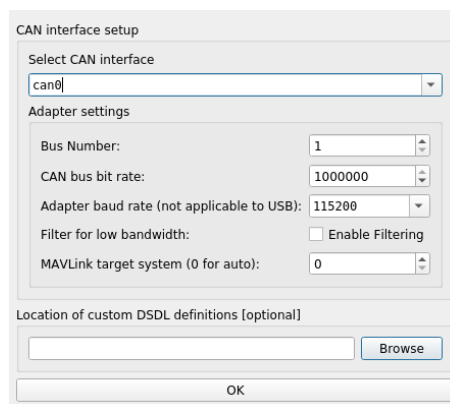 CAN interface setup
Select CAN interface
can0
Adapter settings
Bus Number: 1
CAN bus bit rate: 1000000
Adapter baud rate (not applicable to USB): 115200
Filter for low bandwidth: Enable Filtering
MAVLink target system (0 for auto): 0
Location of custom DSDL definitions [optional]
Browse
OK